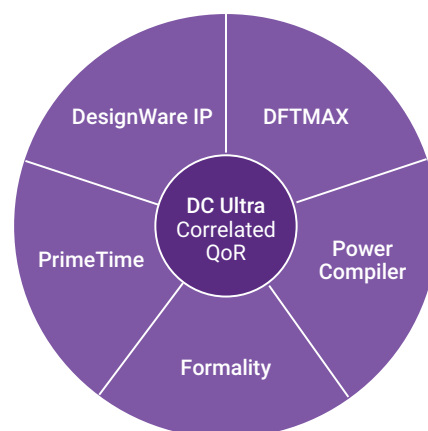 DesignWare IP
DFTMAX
DC Ultra
Correlated
QoR
PrimeTime
Power
Compiler
Formality